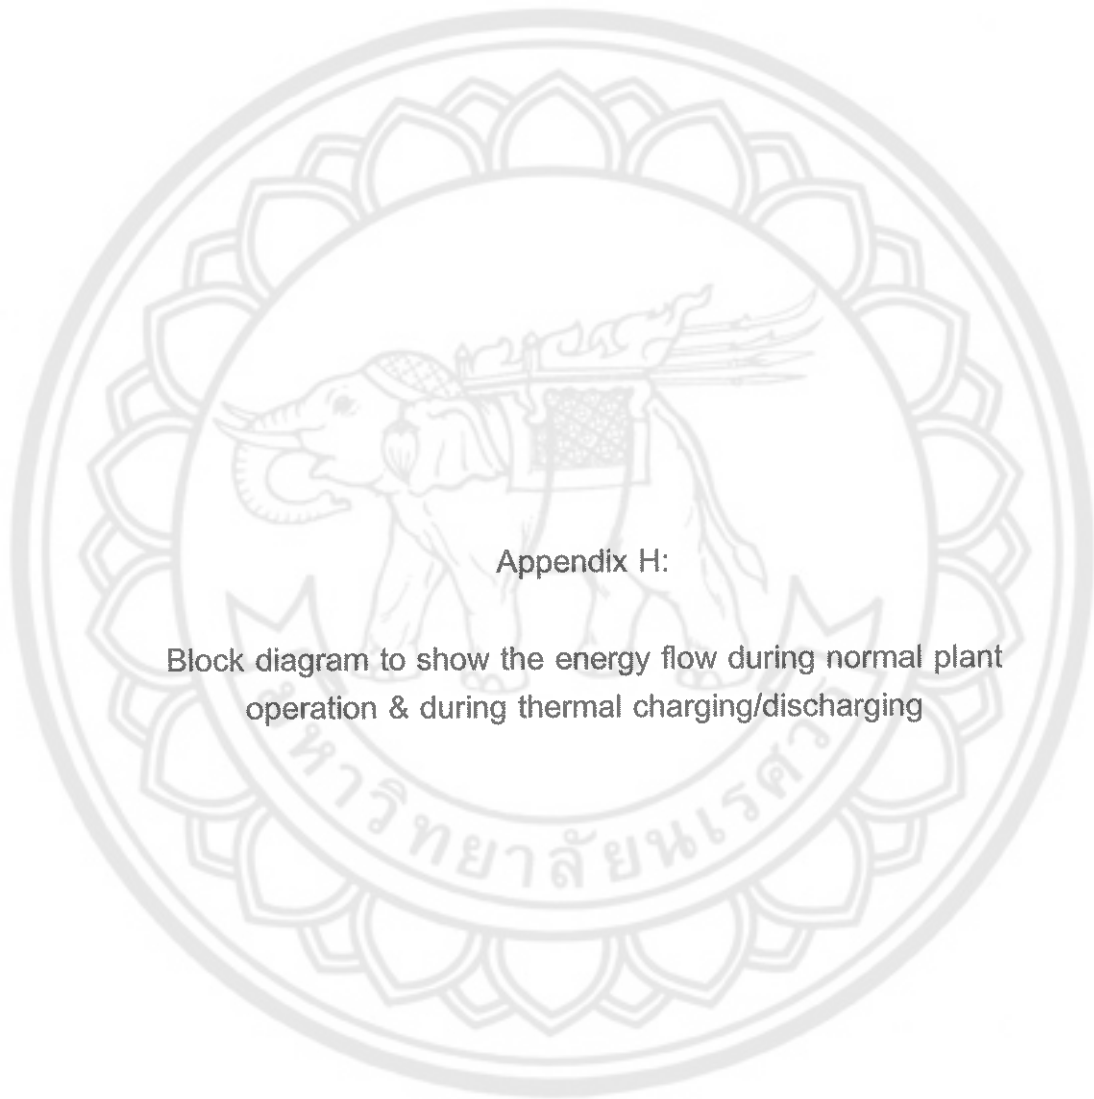 Appendix H:
Block diagram to show the energy flow during normal plant
operation & during thermal charging/discharging
มหาวิทยาลัยนเรศวร